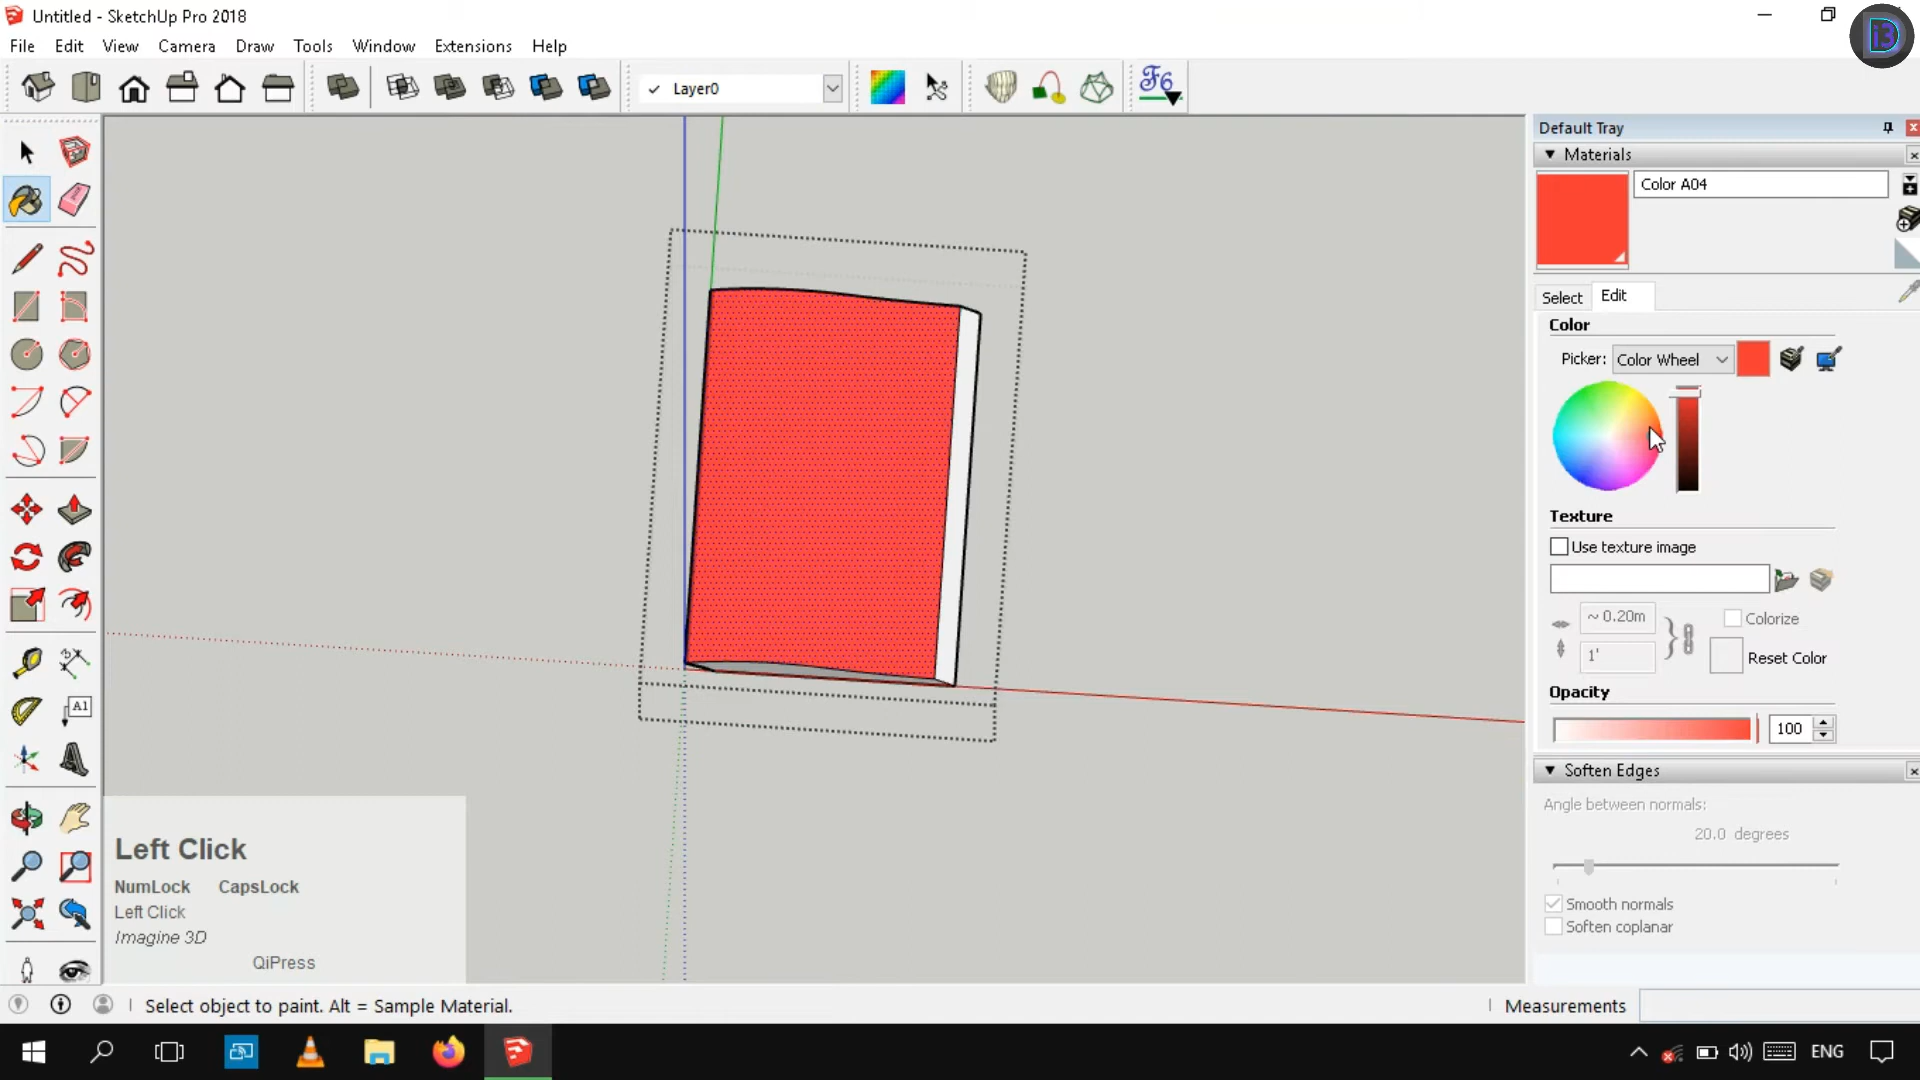 Untitled - SketchUp Pro 2018
i3
File Edit View Camera Draw Tools Window Extensions Help
✓ Layer0
F6
Default Tray
Materials
Color A04
Select Edit
Color
Picker: Color Wheel
Texture
Use texture image
~ 0.20m
Colorize
1'
Reset Color
A1
Opacity
100
Soften Edges
Angle between normals:
20.0 degrees
Left Click
NumLock CapsLock
Left Click
Smooth normals
Soften coplanar
Imagine 3D
QiPress
Select object to paint. Alt = Sample Material.
Measurements
ENG